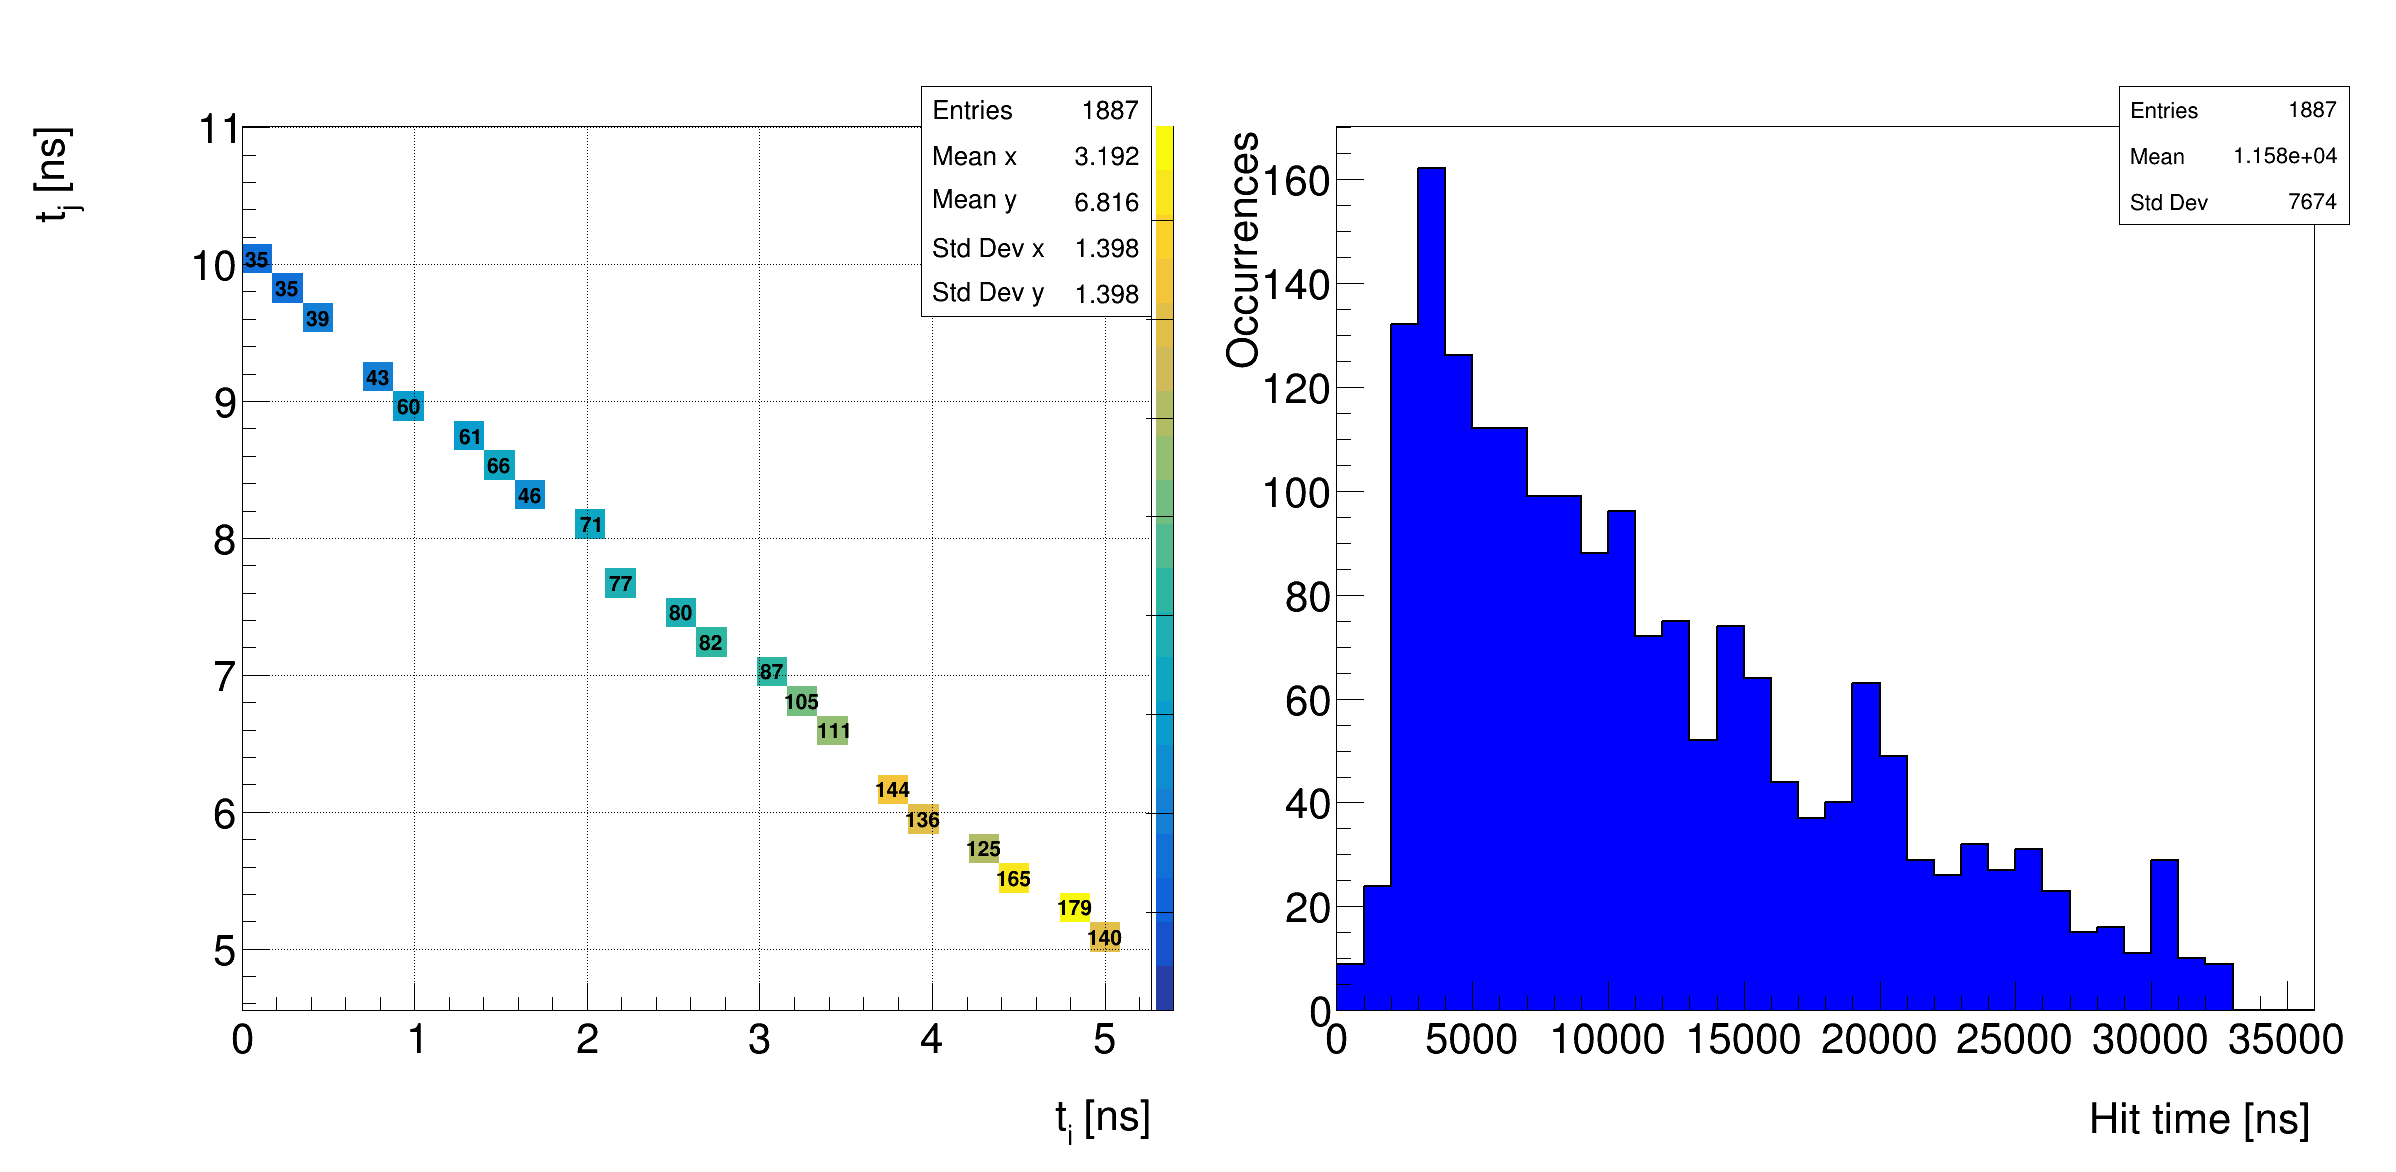 t_j [ns]
11
10
9
8
7
6
5
0 1 2 3 4 5
t_i [ns]
Entries 1887
Mean x 3.192
Mean y 6.816
Std Dev x 1.398
Std Dev y 1.398
35
35
39
43
60
61
66
46
71
77
80
82
87
105
111
144
136
125
165
179
140
Occurrences
160
140
120
100
80
60
40
20
0
0 5000 10000 15000 20000 25000 30000 35000
Hit time [ns]
Entries 1887
Mean 1.158e+04
Std Dev 7674